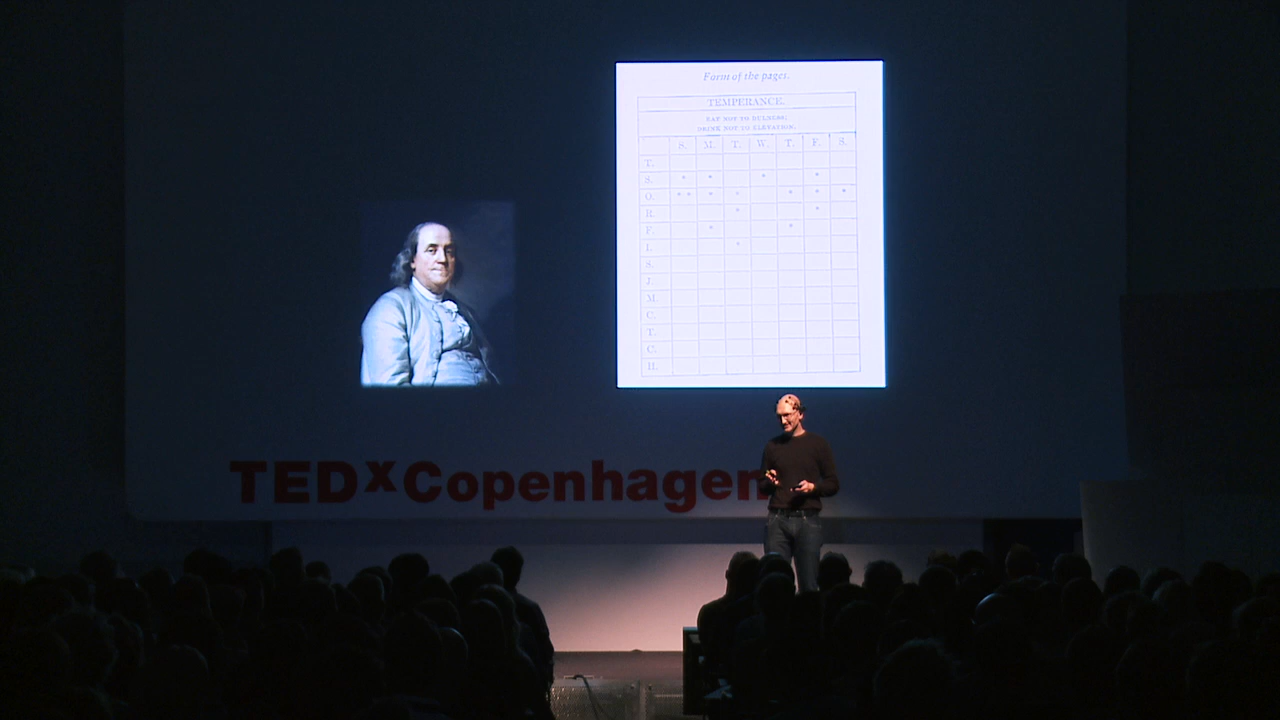 Form of the pages.
TEMPERANCE.
EAT NOT TO DULNESS;
DRINK NOT TO ELEVATION.
S. M. T. W. T. F. S.
T.
S.
O.
R.
F.
I.
S.
J.
M.
C.
T.
C.
H.
TEDxCopenhagen